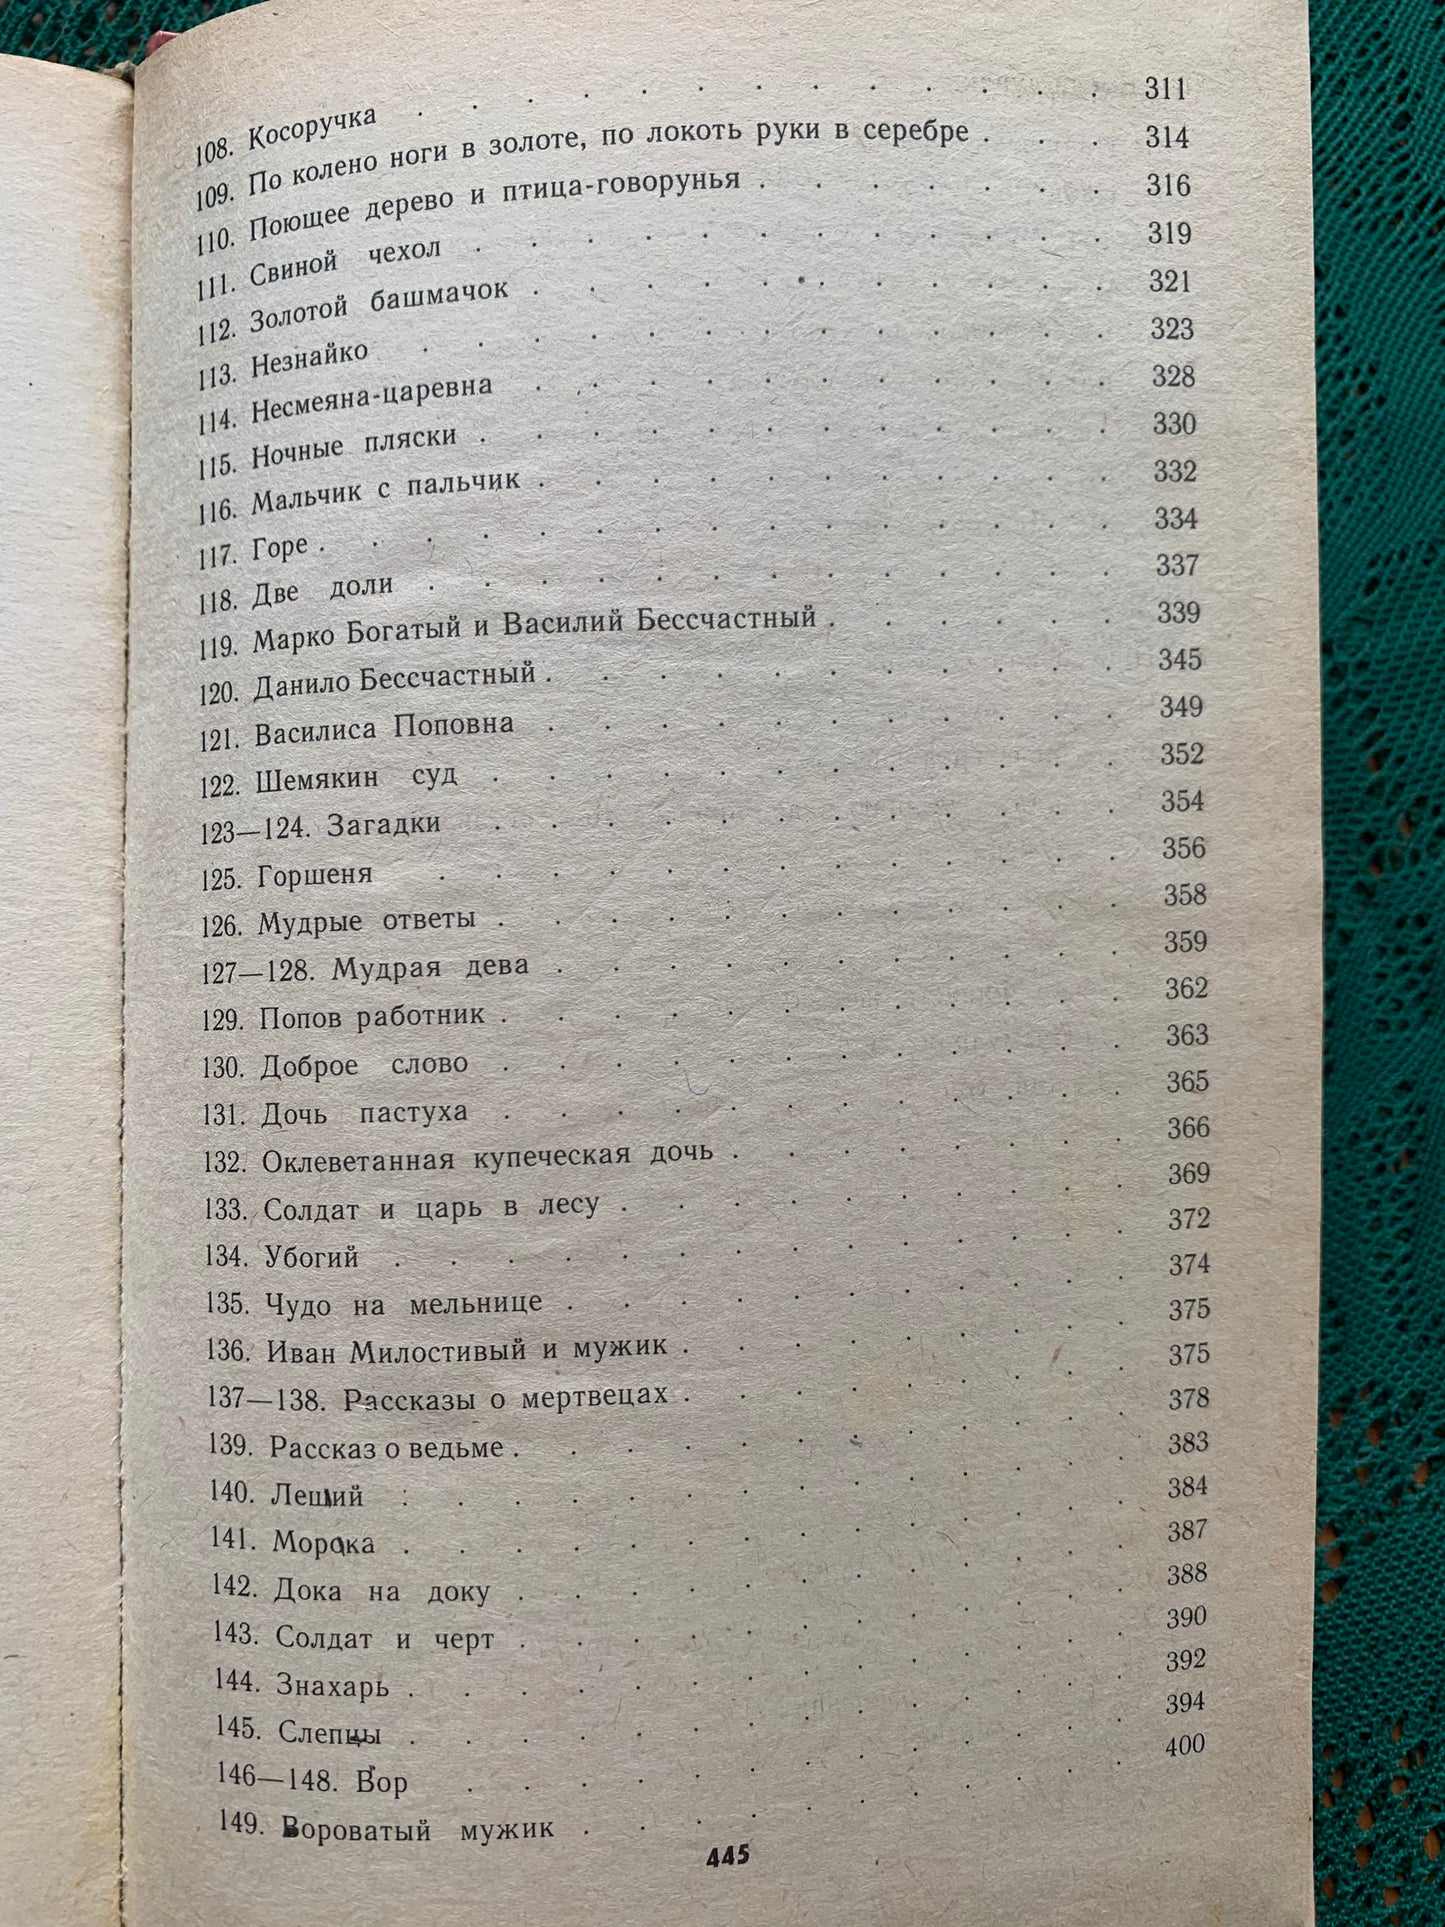 108. Косоручка . . . . . . . . . . . . 311
109. По колено ноги в золоте, по локоть руки в серебре . . . 314
110. Поющее дерево и птица-говорунья . . . . . . . 316
111. Свиной чехол . . . . . . . . . . . . 319
112. Золотой башмачок . . . . . . . . . . . 321
113. Незнайко . . . . . . . . . . . . . 323
114. Несмеяна-царевна . . . . . . . . . . . 328
115. Ночные пляски . . . . . . . . . . . . 330
116. Мальчик с пальчик . . . . . . . . . . . 332
117. Горе . . . . . . . . . . . . . . . 334
118. Две доли . . . . . . . . . . . . . 337
119. Марко Богатый и Василий Бессчастный . . . . . . 339
120. Данило Бессчастный . . . . . . . . . . . 345
121. Василиса Поповна . . . . . . . . . . . 349
122. Шемякин суд . . . . . . . . . . . . 352
123—124. Загадки . . . . . . . . . . . . 354
125. Горшеня . . . . . . . . . . . . . 356
126. Мудрые ответы . . . . . . . . . . . . 358
127—128. Мудрая дева . . . . . . . . . . . 359
129. Попов работник . . . . . . . . . . . . 362
130. Доброе слово . . . . . . . . . . . . 363
131. Дочь пастуха . . . . . . . . . . . . 365
132. Оклеветанная купеческая дочь . . . . . . . . 366
133. Солдат и царь в лесу . . . . . . . . . . 369
134. Убогий . . . . . . . . . . . . . . 372
135. Чудо на мельнице . . . . . . . . . . . 374
136. Иван Милостивый и мужик . . . . . . . . . 375
137—138. Рассказы о мертвецах . . . . . . . . . 375
139. Рассказ о ведьме . . . . . . . . . . . . 378
140. Леший . . . . . . . . . . . . . . 383
141. Морока . . . . . . . . . . . . . . 384
142. Дока на доку . . . . . . . . . . . . 387
143. Солдат и черт . . . . . . . . . . . . 388
144. Знахарь . . . . . . . . . . . . . . 390
145. Слепцы . . . . . . . . . . . . . . 392
146—148. Вор . . . . . . . . . . . . . 394
149. Вороватый мужик . . . . . . . . . . . 400
445